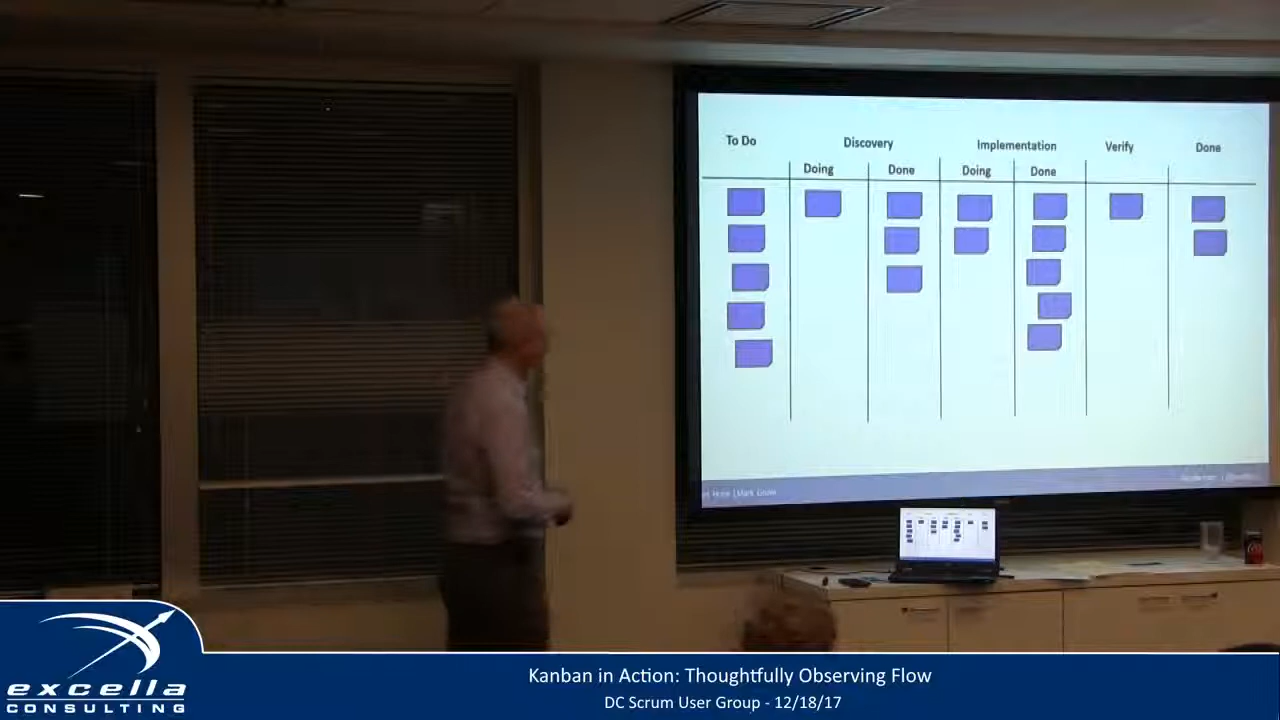 To Do Discovery Implementation Verify Done
Doing Done Doing Done
excella
CONSULTING
Kanban in Action: Thoughtfully Observing Flow
DC Scrum User Group - 12/18/17